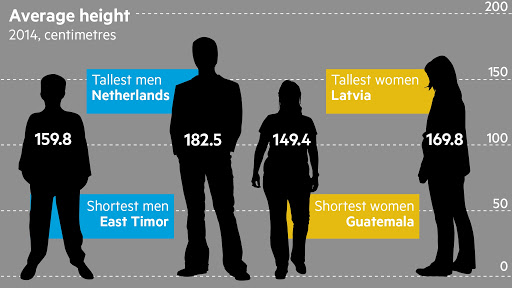 Average height
2014, centimetres
200
Tallest men
Netherlands
Tallest women
Latvia
150
159.8
182.5
149.4
169.8
100
Shortest men
East Timor
Shortest women
Guatemala
50
0